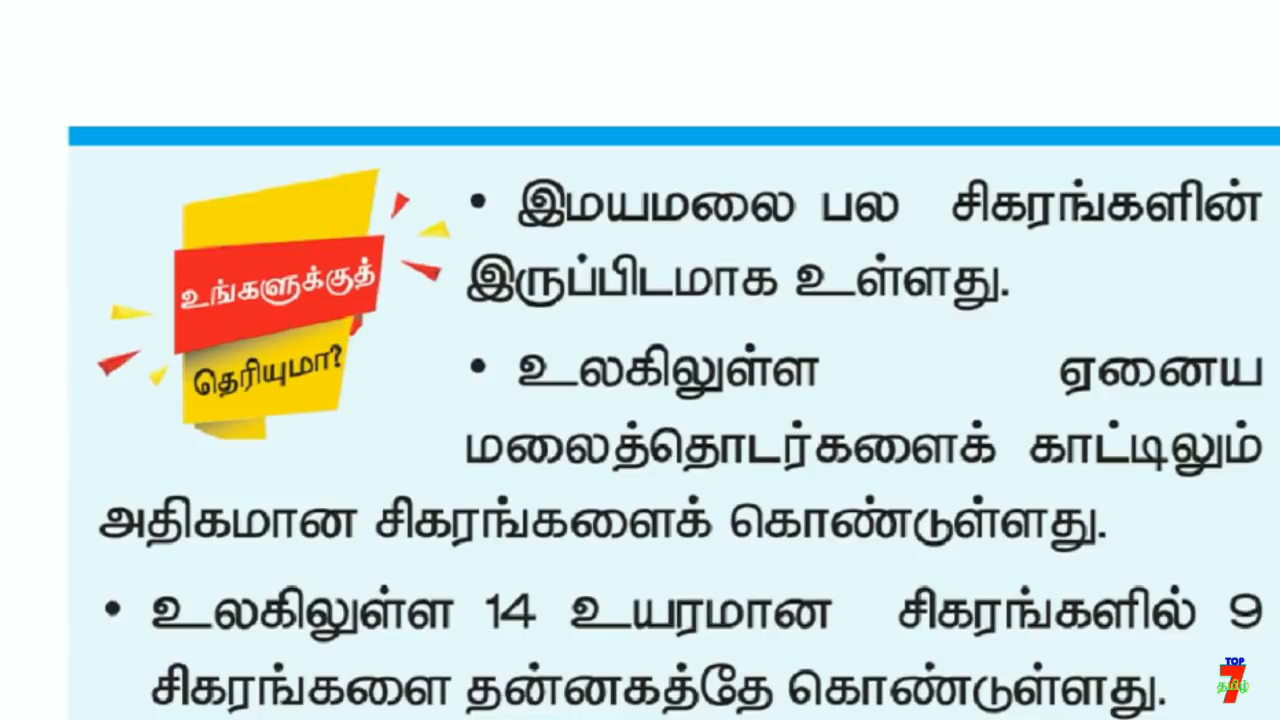 உங்களுக்குத்
தெரியுமா?
• இமயமலை பல சிகரங்களின்
இருப்பிடமாக உள்ளது.
• உலகிலுள்ள ஏனைய
மலைத்தொடர்களைக் காட்டிலும்
அதிகமான சிகரங்களைக் கொண்டுள்ளது.
• உலகிலுள்ள 14 உயரமான சிகரங்களில் 9
சிகரங்களை தன்னகத்தே கொண்டுள்ளது.
TOP
7
தமிழ்